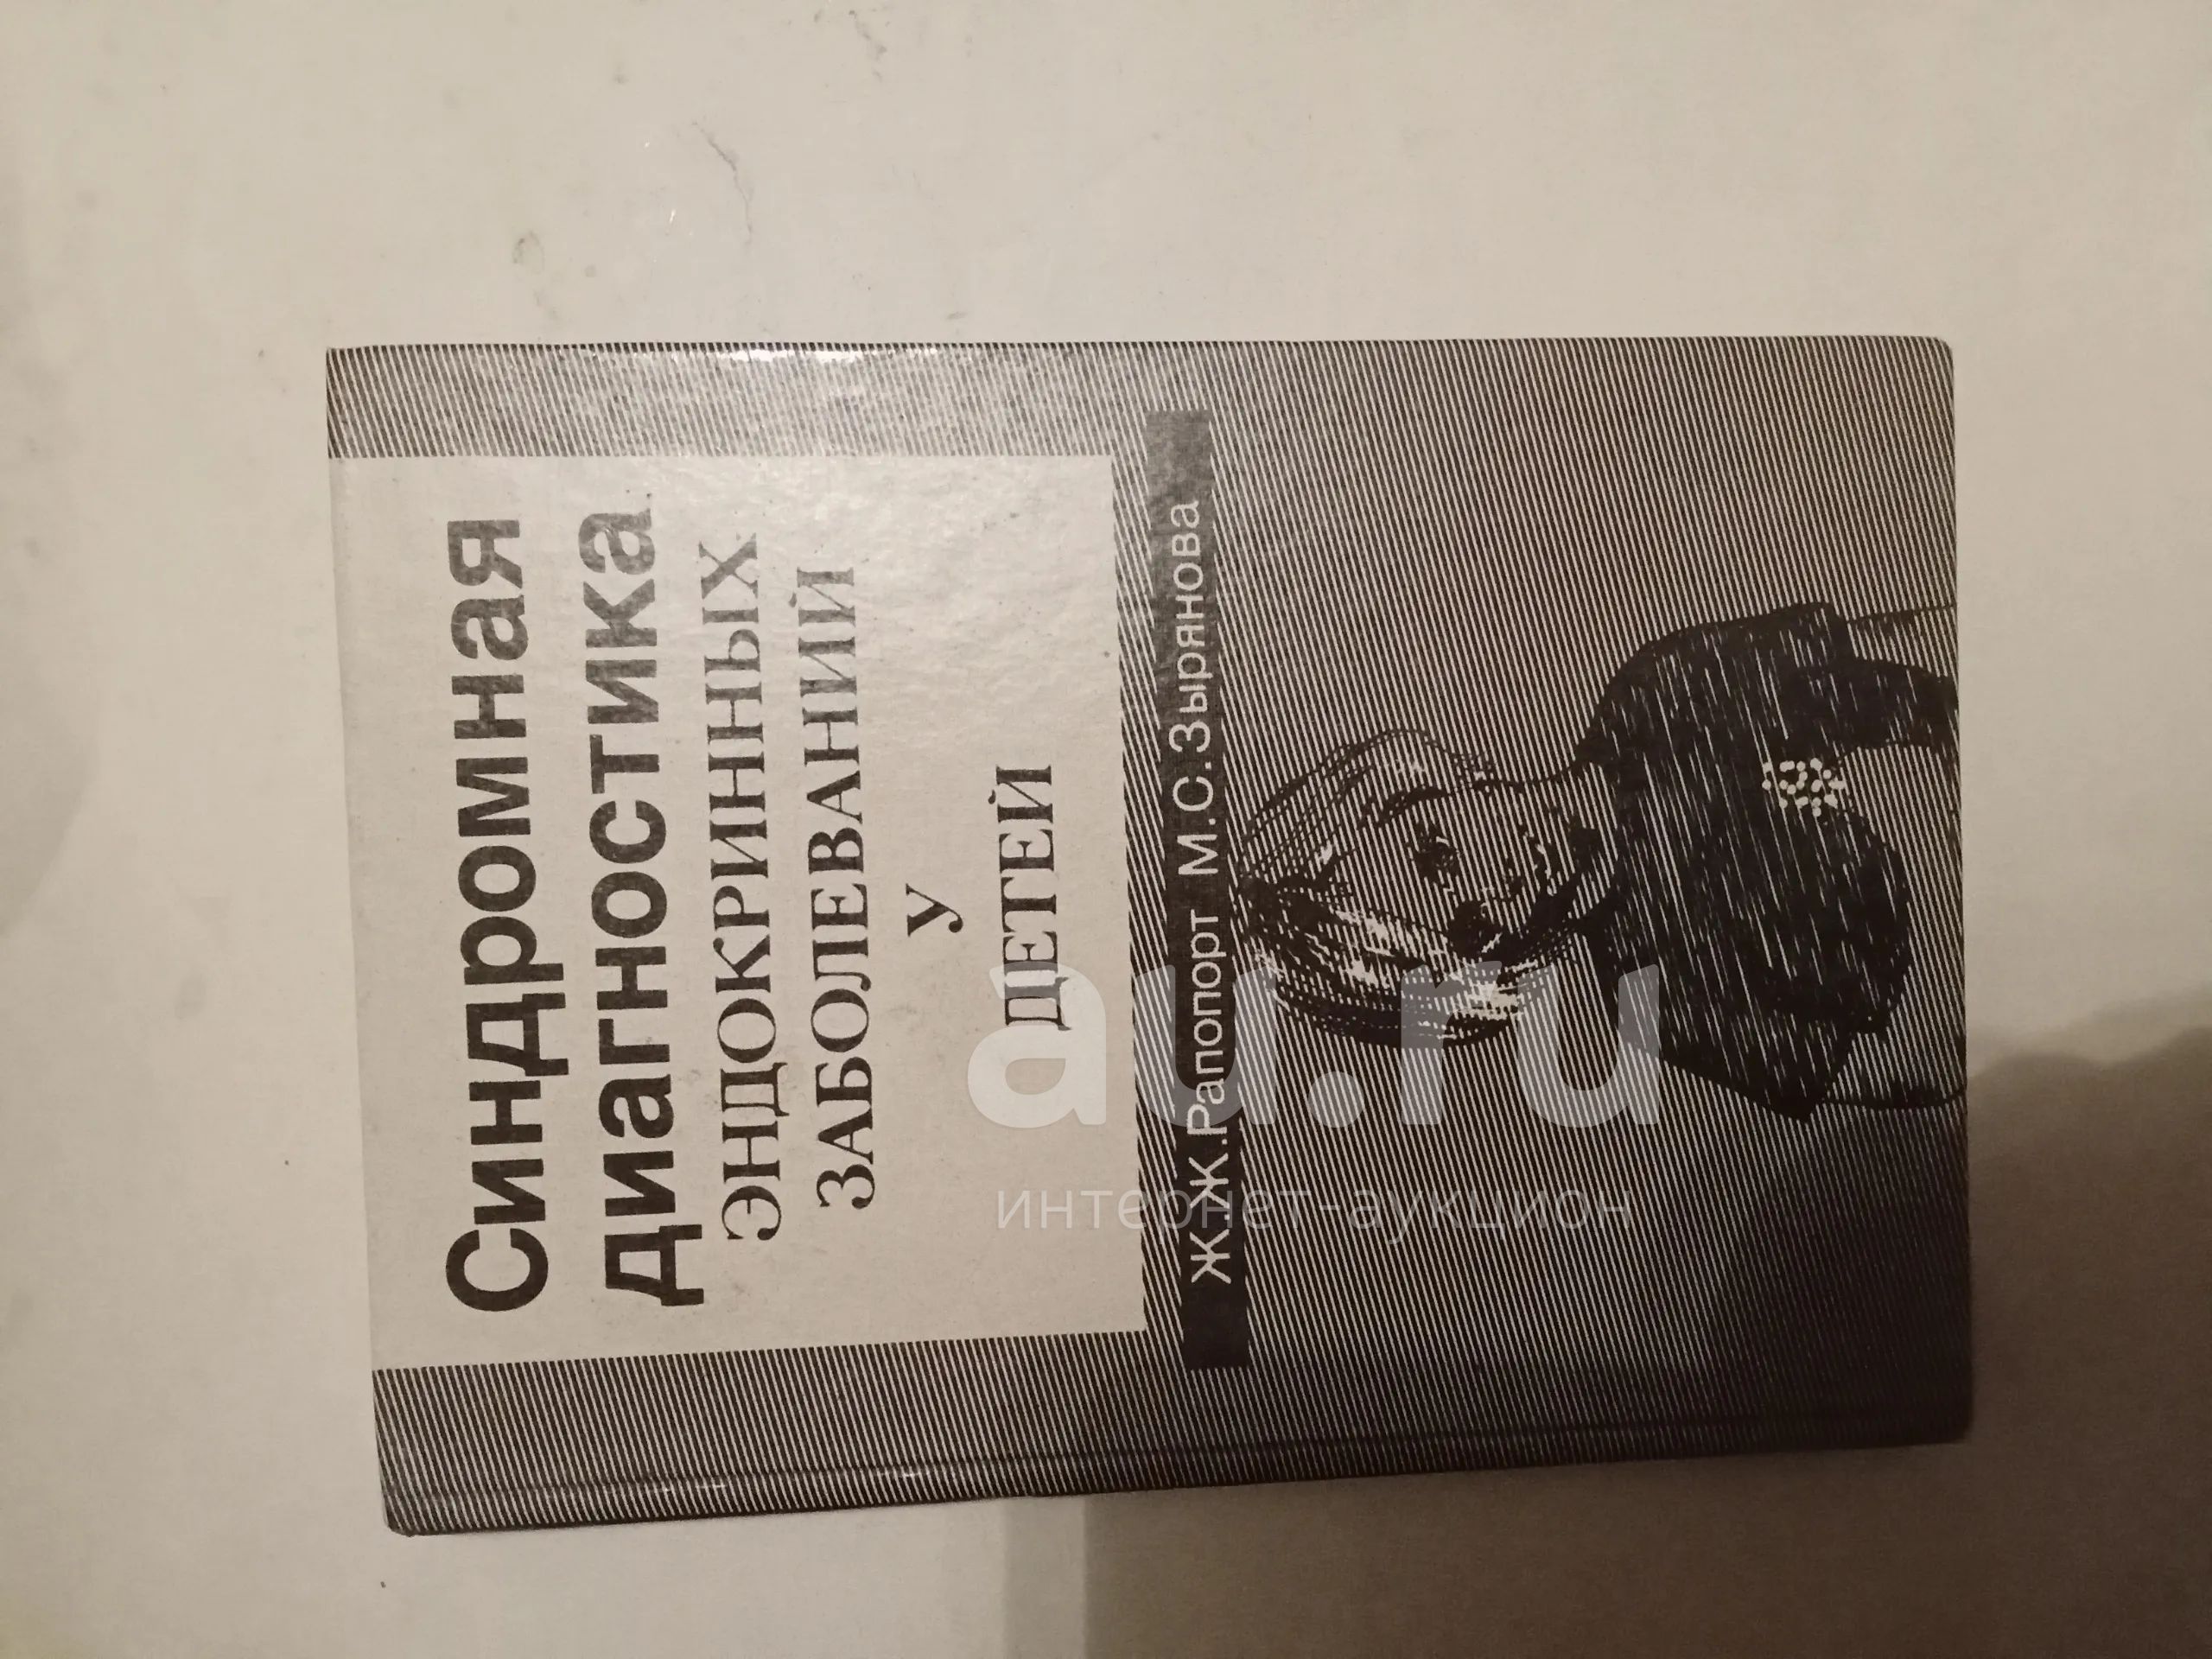 Синдромная
диагностика
ЭНДОКРИННЫХ
ЗАБОЛЕВАНИЙ
У
ДЕТЕЙ
Ж.Ж.Рапопорт М.С.Зырянова
au.ru
интернет-аукцион